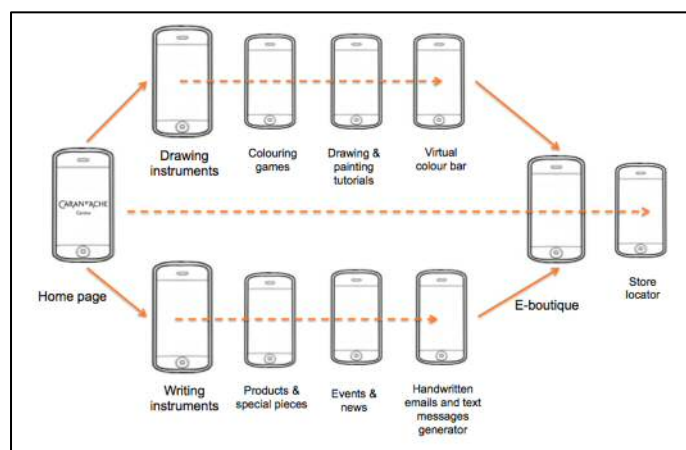 Drawing
instruments
Colouring
games
Drawing &
painting
tutorials
Virtual
colour bar
CARAN D'ACHE
Genève
Home page
E-boutique
Store
locator
Writing
instruments
Products &
special pieces
Events &
news
Handwritten
emails and text
messages
generator